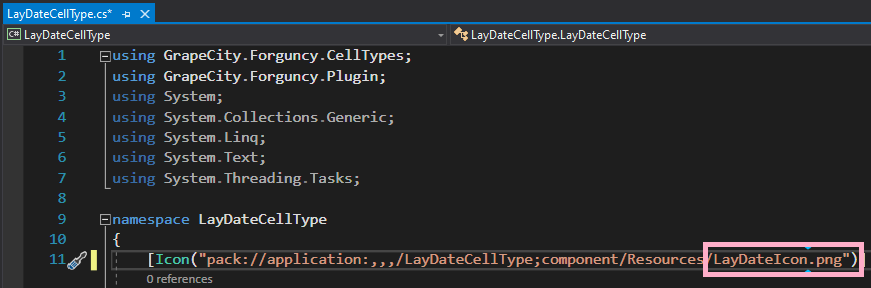 LayDateCellType.cs*
LayDateCellType LayDateCellType.LayDateCellType
1 using GrapeCity.Forguncy.CellTypes;
2 using GrapeCity.Forguncy.Plugin;
3 using System;
4 using System.Collections.Generic;
5 using System.Linq;
6 using System.Text;
7 using System.Threading.Tasks;
8
9 namespace LayDateCellType
10 {
11 [Icon("pack://application:,,,/LayDateCellType;component/Resources/LayDateIcon.png")]
0 references